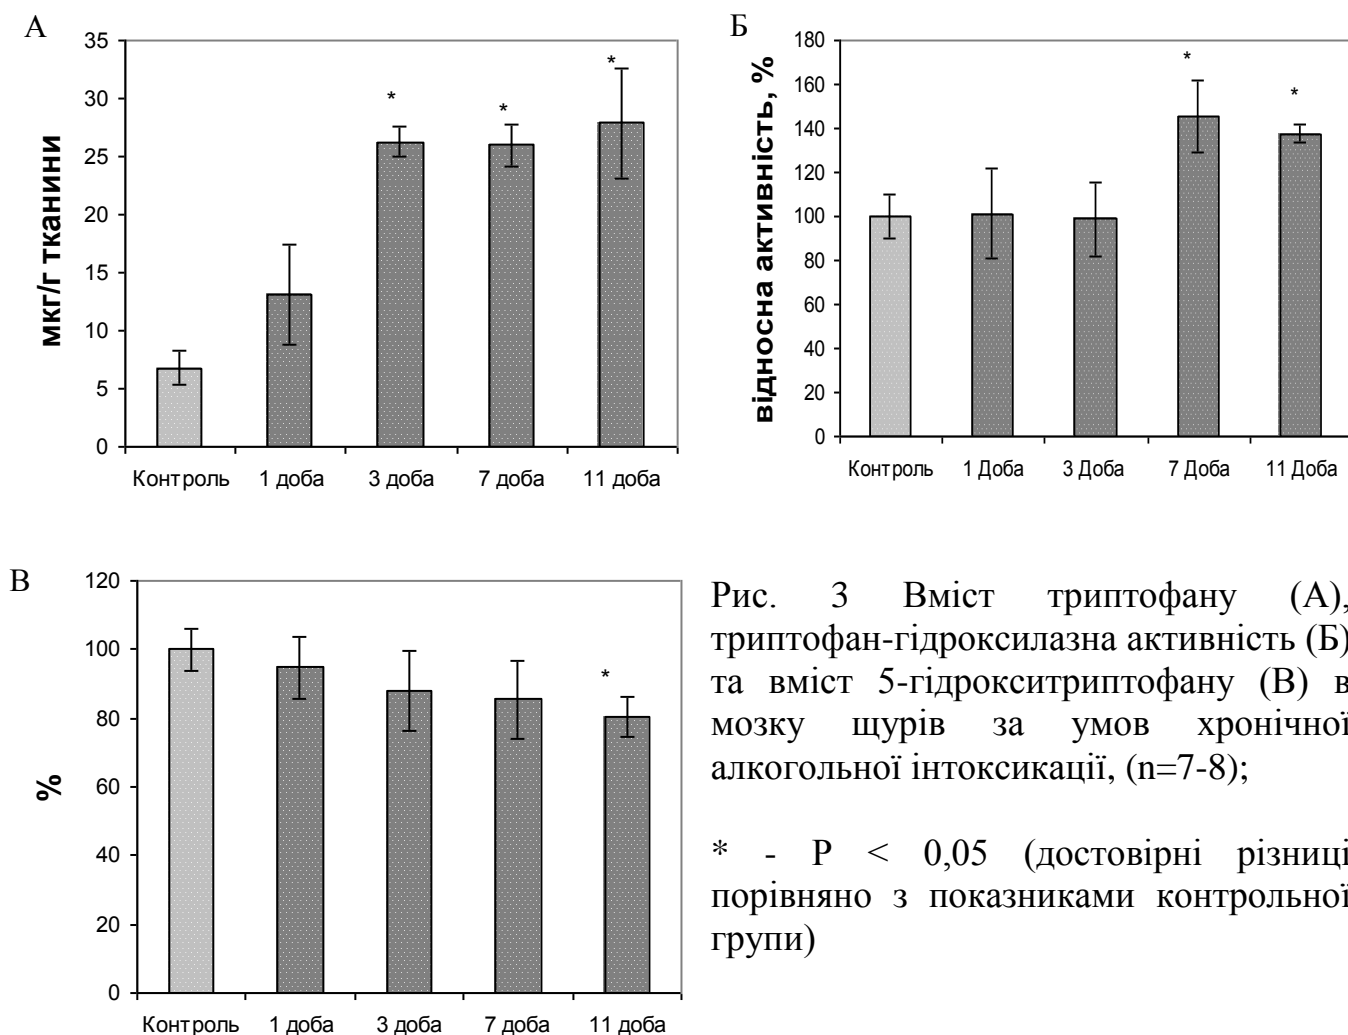 А
мкг/г тканини
35
30
25
20
15
10
5
0
*
*
*
Контроль 1 доба 3 доба 7 доба 11 доба
Б
відносна активність, %
180
160
140
120
100
80
60
40
20
0
*
*
Контроль 1 Доба 3 Доба 7 Доба 11 Доба
В
%
120
100
80
60
40
20
0
*
Контроль 1 доба 3 доба 7 доба 11 доба
Рис. 3 Вміст триптофану (А),
триптофан-гідроксилазна активність (Б)
та вміст 5-гідрокситриптофану (В) в
мозку щурів за умов хронічної
алкогольної інтоксикації, (n=7-8);
* - P < 0,05 (достовірні різниці
порівняно з показниками контрольної
групи)